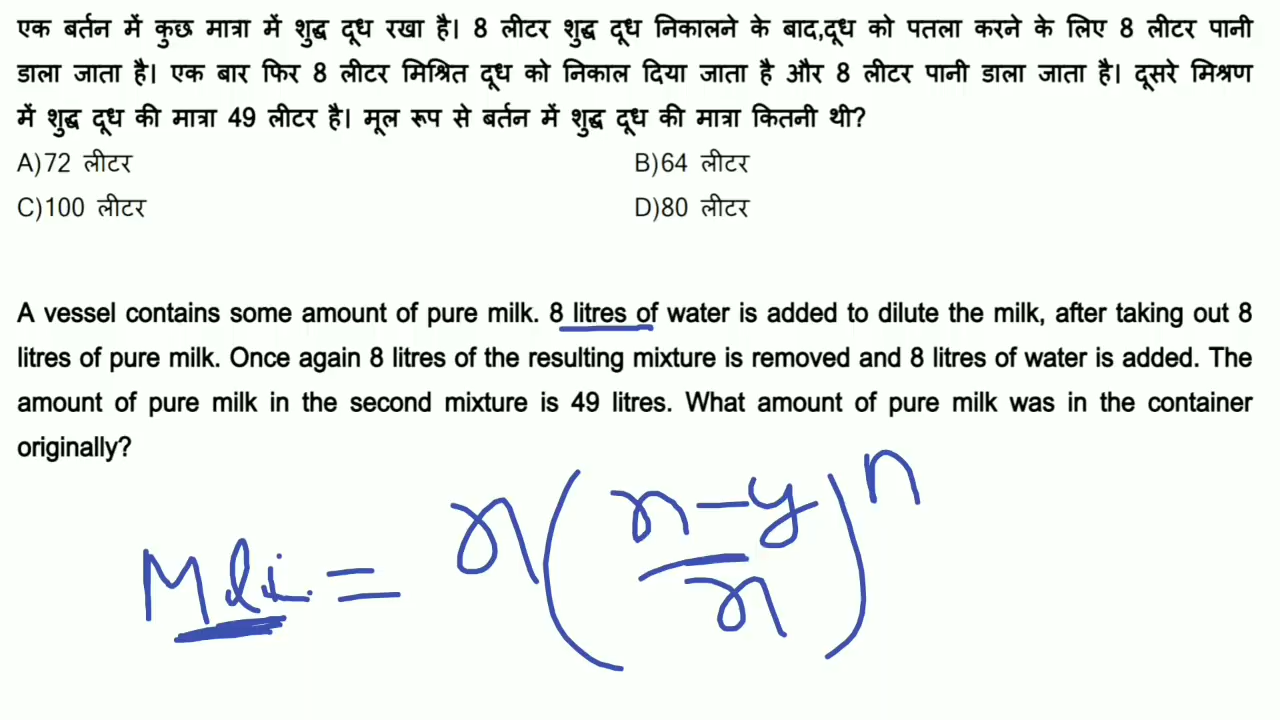 एक बर्तन में कुछ मात्रा में शुद्ध दूध रखा है। 8 लीटर शुद्ध दूध निकालने के बाद,दूध को पतला करने के लिए 8 लीटर पानी
डाला जाता है। एक बार फिर 8 लीटर मिश्रित दूध को निकाल दिया जाता है और 8 लीटर पानी डाला जाता है। दूसरे मिश्रण
में शुद्ध दूध की मात्रा 49 लीटर है। मूल रूप से बर्तन में शुद्ध दूध की मात्रा कितनी थी?
A)72 लीटर B)64 लीटर
C)100 लीटर D)80 लीटर
A vessel contains some amount of pure milk. 8 litres of water is added to dilute the milk, after taking out 8
litres of pure milk. Once again 8 litres of the resulting mixture is removed and 8 litres of water is added. The
amount of pure milk in the second mixture is 49 litres. What amount of pure milk was in the container
originally?
M = x(x-y/x)^n